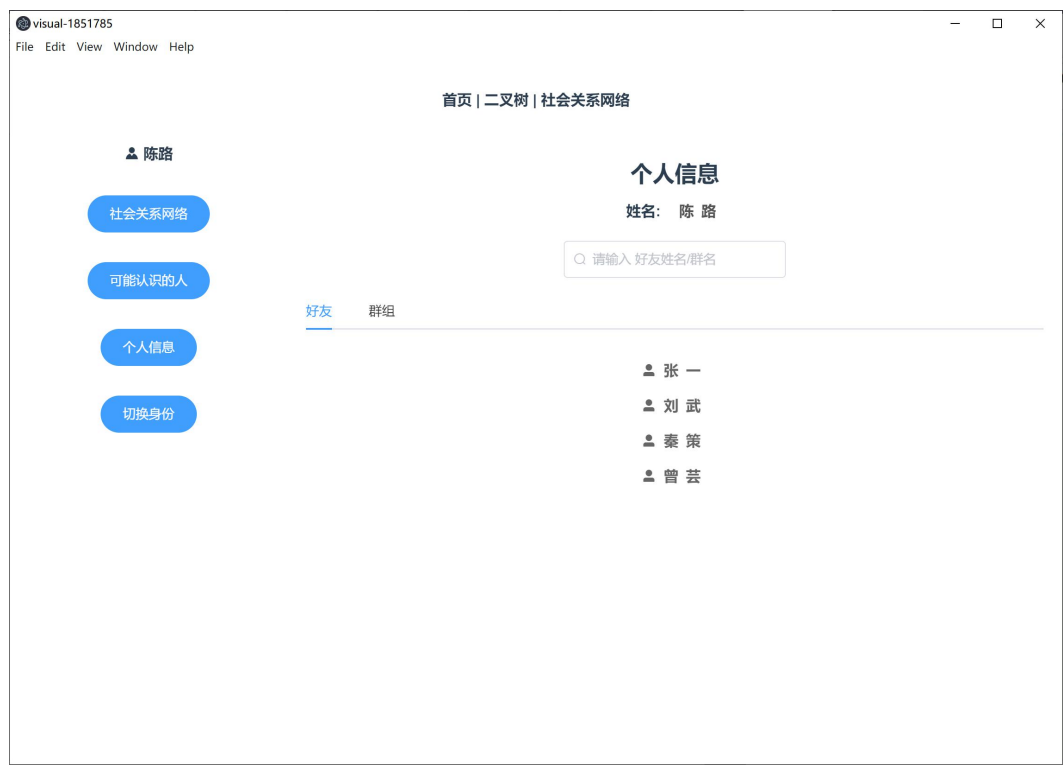 visual-1851785
File Edit View Window Help
首页 | 二叉树 | 社会关系网络
陈路
社会关系网络
可能认识的人
个人信息
切换身份
个人信息
姓名: 陈 路
请输入 好友姓名/群名
好友 群组
张 一
刘 武
秦 策
曾 芸